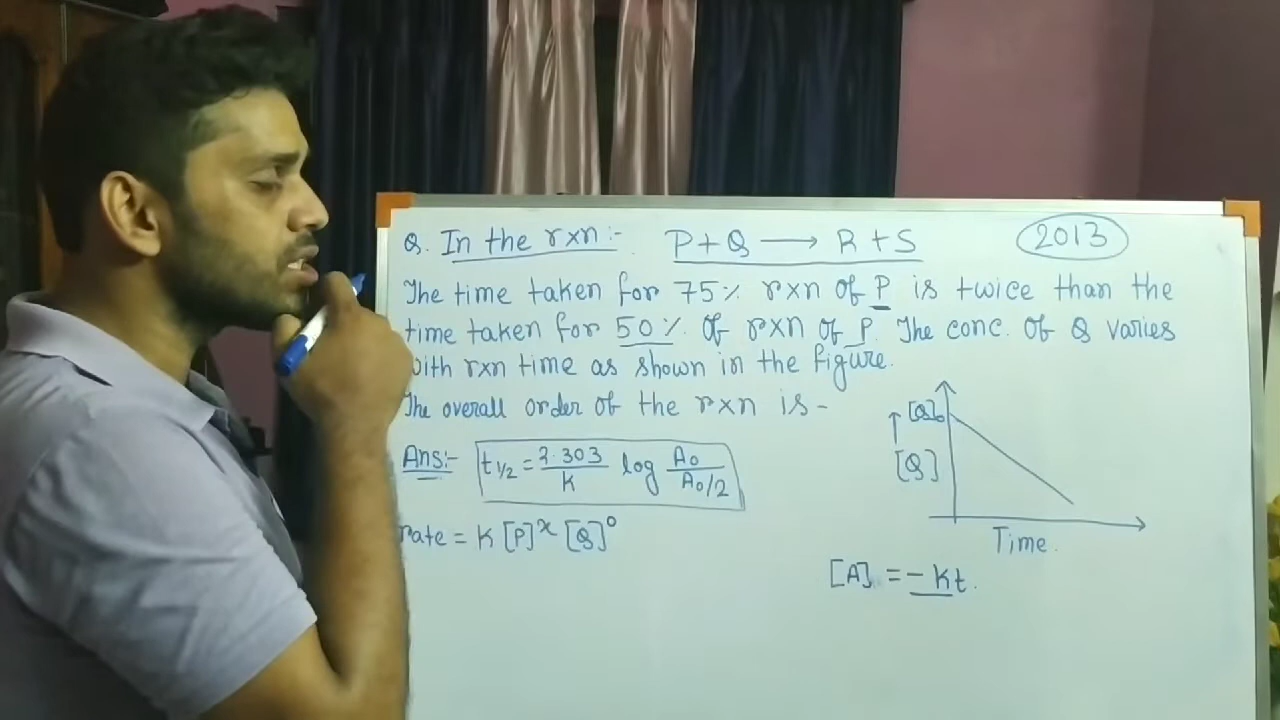 Q. In the rxn:- P+Q ⟶ R+S
2013
The time taken for 75% rxn of P is twice than the
time taken for 50% of rxn of P. The conc. of Q varies
with rxn time as shown in the figure.
The overall order of the rxn is -
[Q]₀
[Q]
Time
Ans:- t½ = 2.303/K log A₀/A₀/2
rate = K [P]ˣ [Q]⁰
[A] = -Kt.